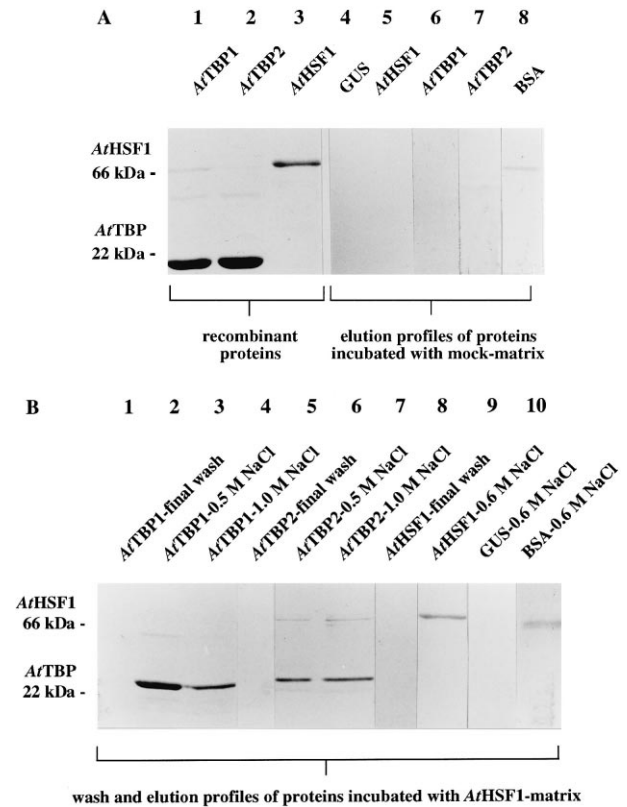 A 1 2 3 4 5 6 7 8
AtTBP1 AtTBP2 AtHSF1 GUS AtHSF1 AtTBP1 AtTBP2 BSA
AtHSF1
66 kDa -
AtTBP
22 kDa -
recombinant
proteins
elution profiles of proteins
incubated with mock-matrix
B 1 2 3 4 5 6 7 8 9 10
AtTBP1-final wash
AtTBP1-0.5 M NaCl
AtTBP1-1.0 M NaCl
AtTBP2-final wash
AtTBP2-0.5 M NaCl
AtTBP2-1.0 M NaCl
AtHSF1-final wash
AtHSF1-0.6 M NaCl
GUS-0.6 M NaCl
BSA-0.6 M NaCl
AtHSF1
66 kDa -
AtTBP
22 kDa -
wash and elution profiles of proteins incubated with AtHSF1-matrix